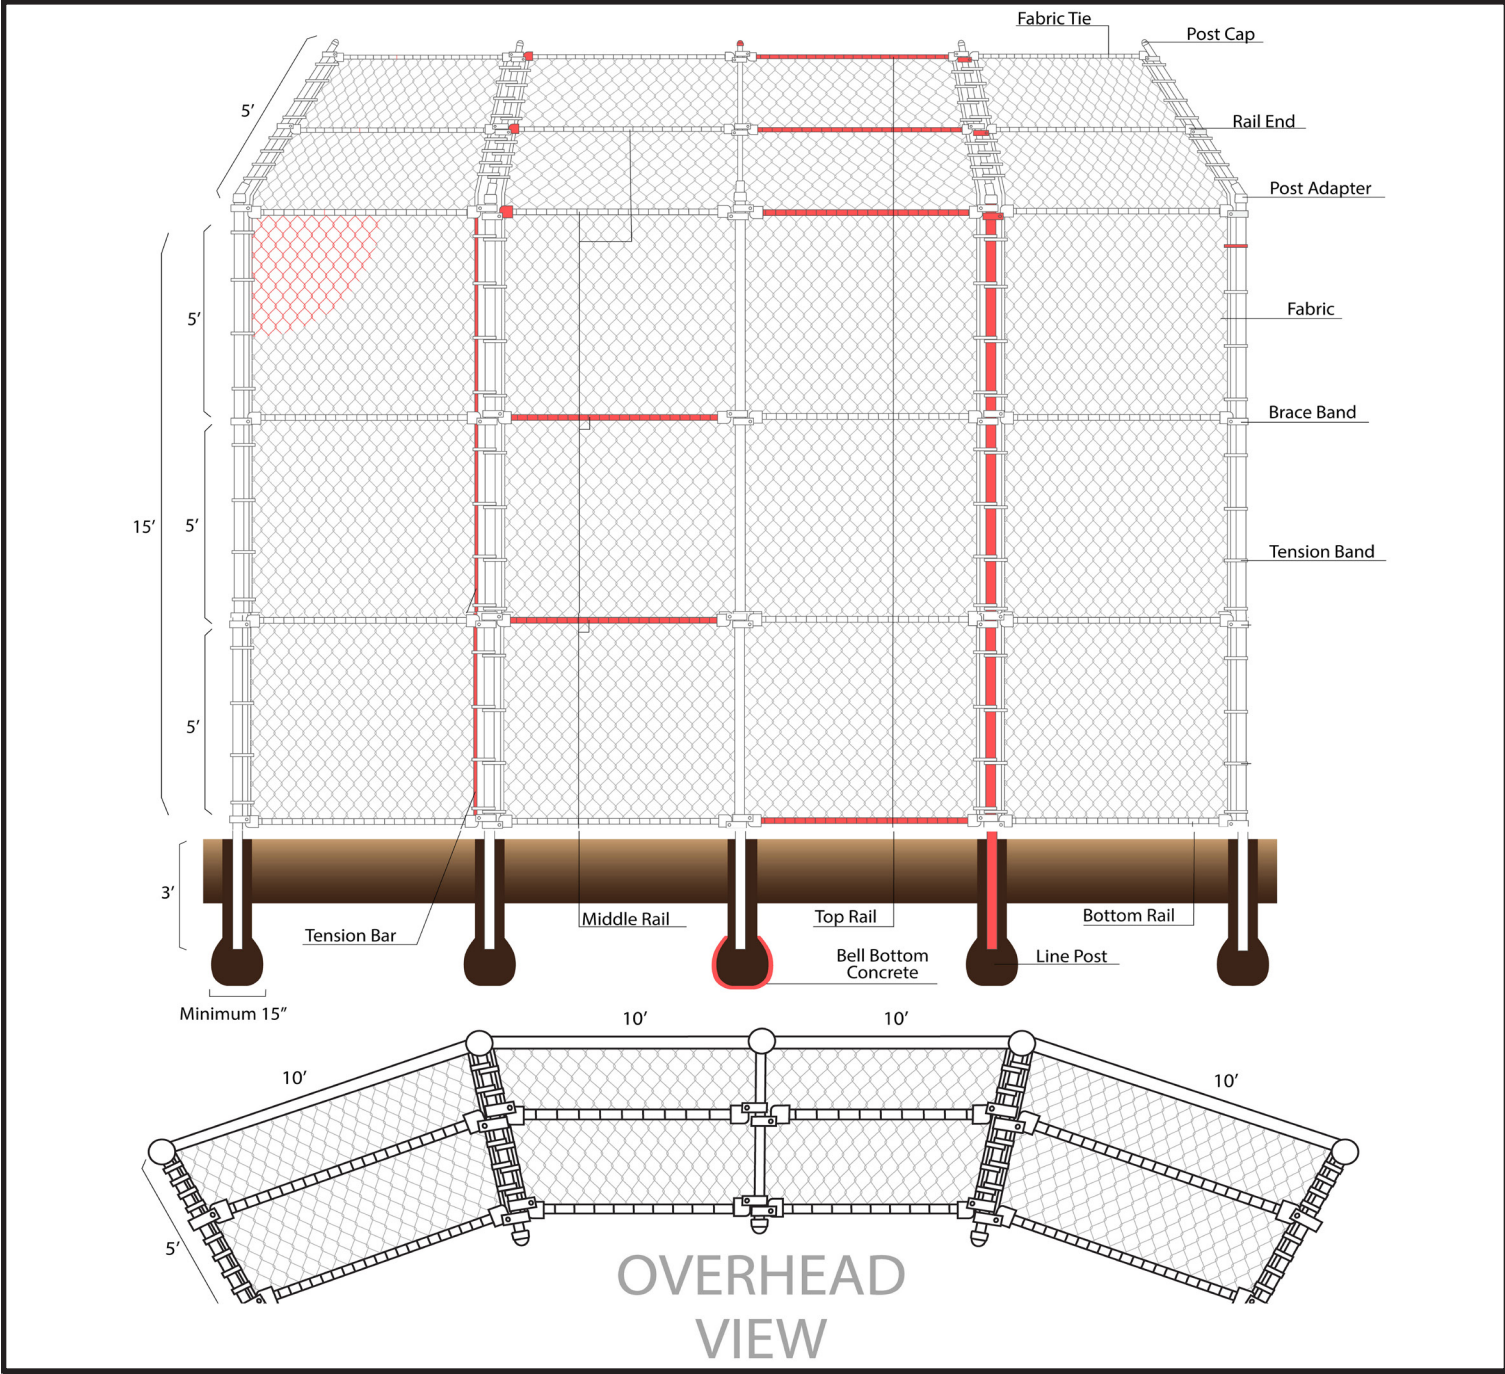 Fabric Tie
Post Cap
5’
Rail End
Post Adapter
5’
Fabric
Brace Band
15’
5’
Tension Band
5’
3’
Middle Rail
Top Rail
Bottom Rail
Tension Bar
Bell Bottom
Concrete
Line Post
Minimum 15”
10’
10’
10’
10’
5’
OVERHEAD
VIEW